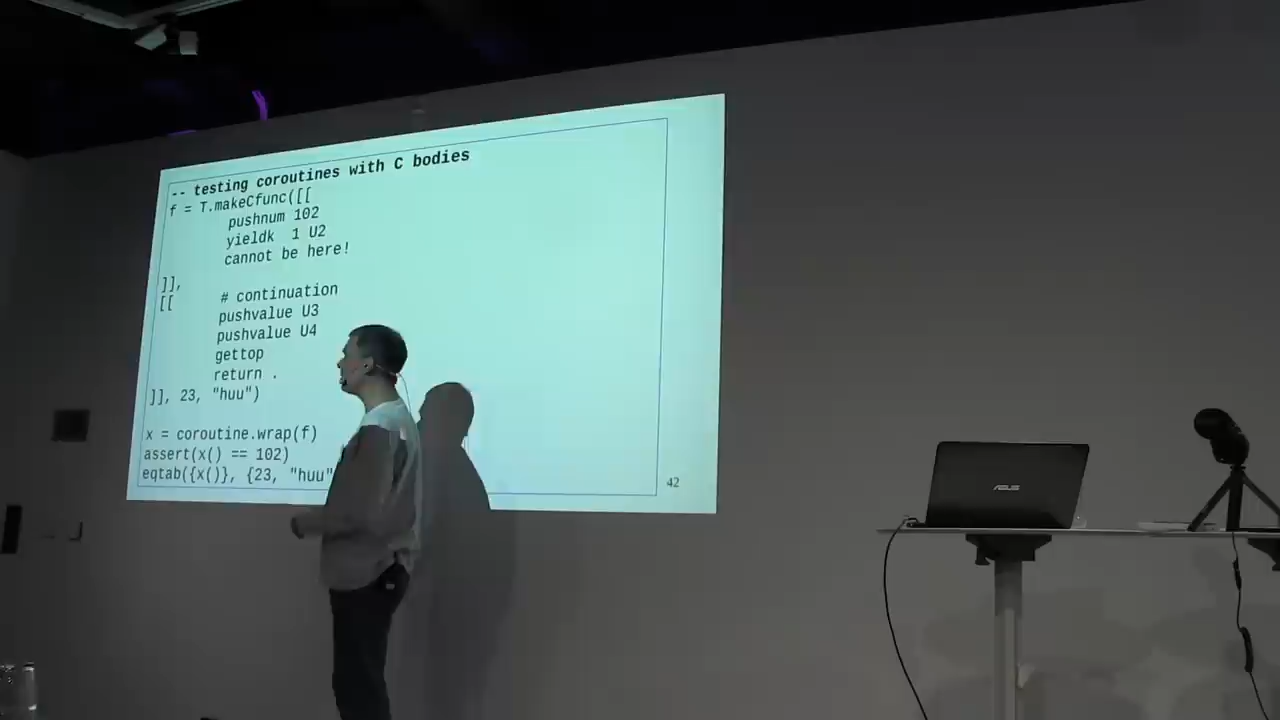 -- testing coroutines with C bodies
f = T.makeCfunc([[
pushnum 102
yieldk  1 U2
cannot be here!
]],
[[      # continuation
pushvalue U3
pushvalue U4
gettop
return .
]], 23, "huu")
x = coroutine.wrap(f)
assert(x() == 102)
eqtab({x()}, {23, "huu"
42
ASUS